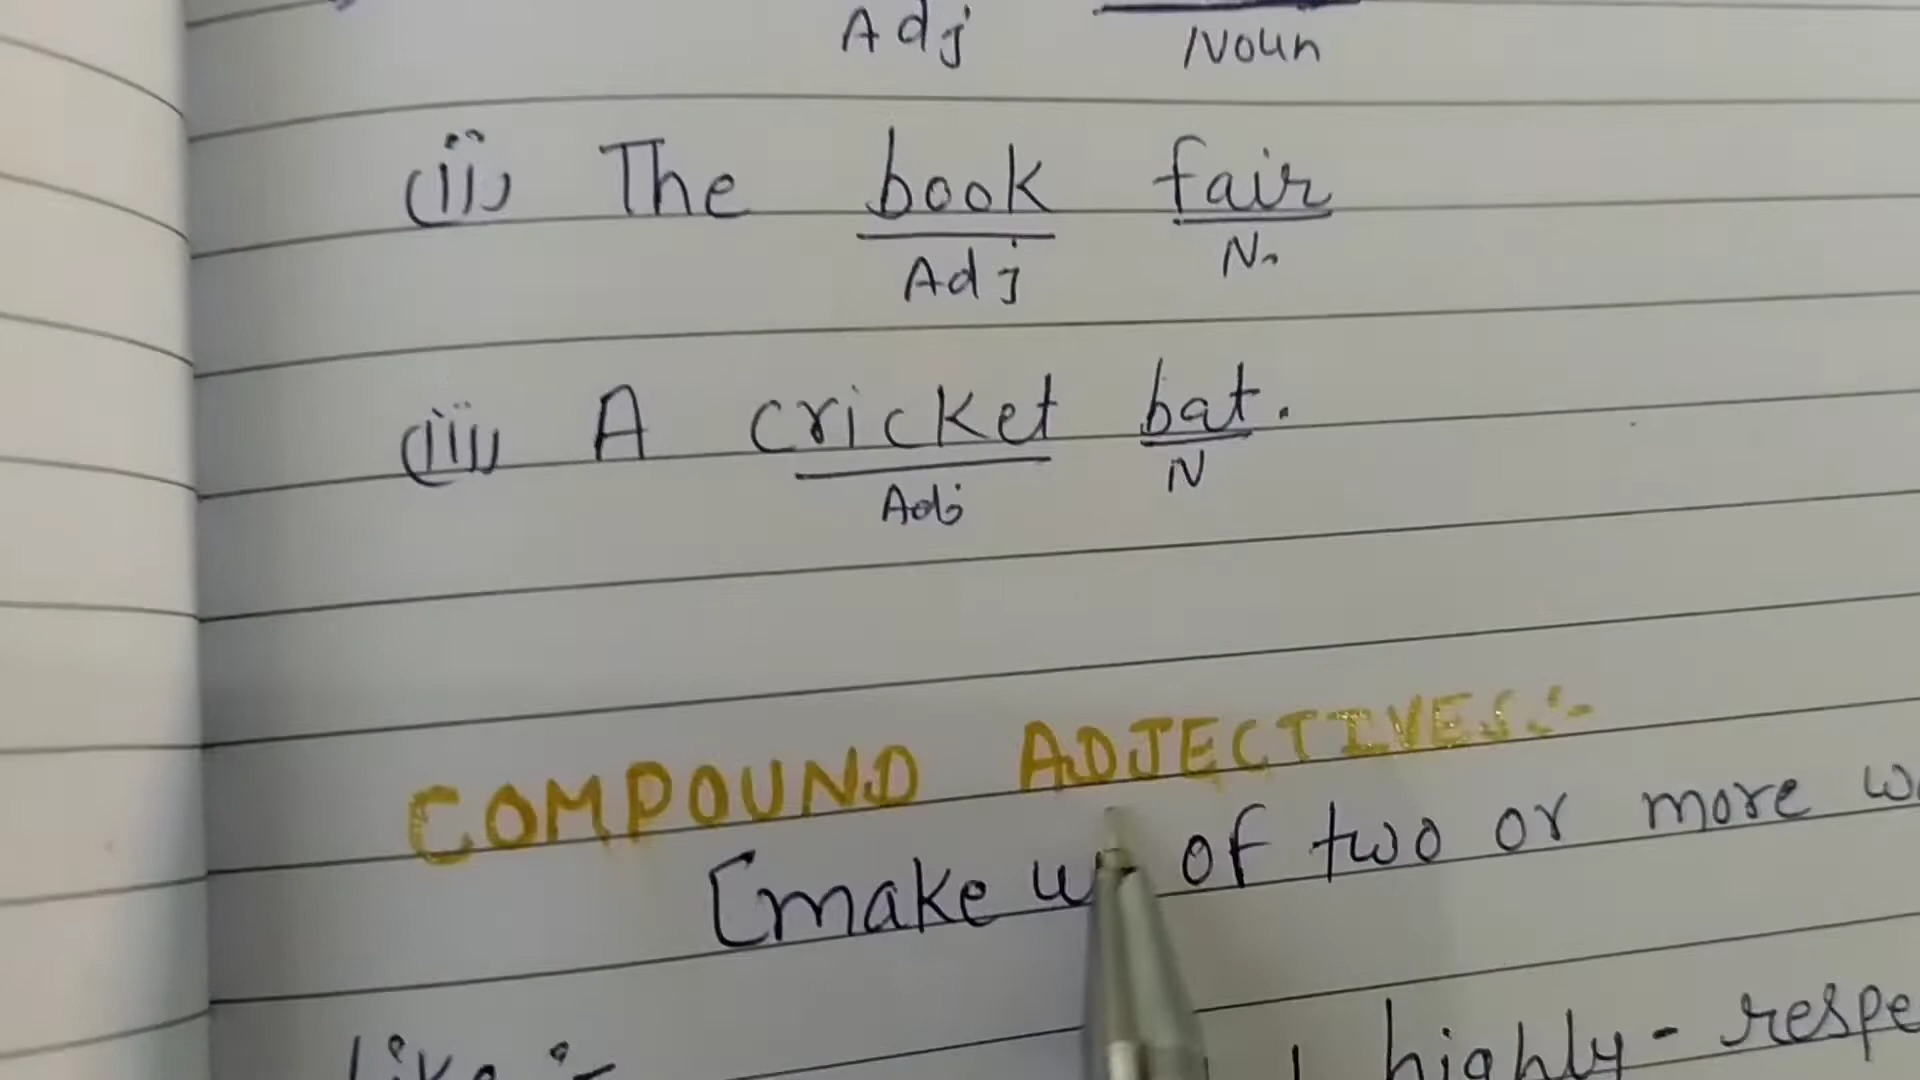 Adj Noun
(ii) The book fair
Adj N.
(iii) A cricket bat.
Adj N
COMPOUND ADJECTIVES:-
[make of two or more
like :- highly-